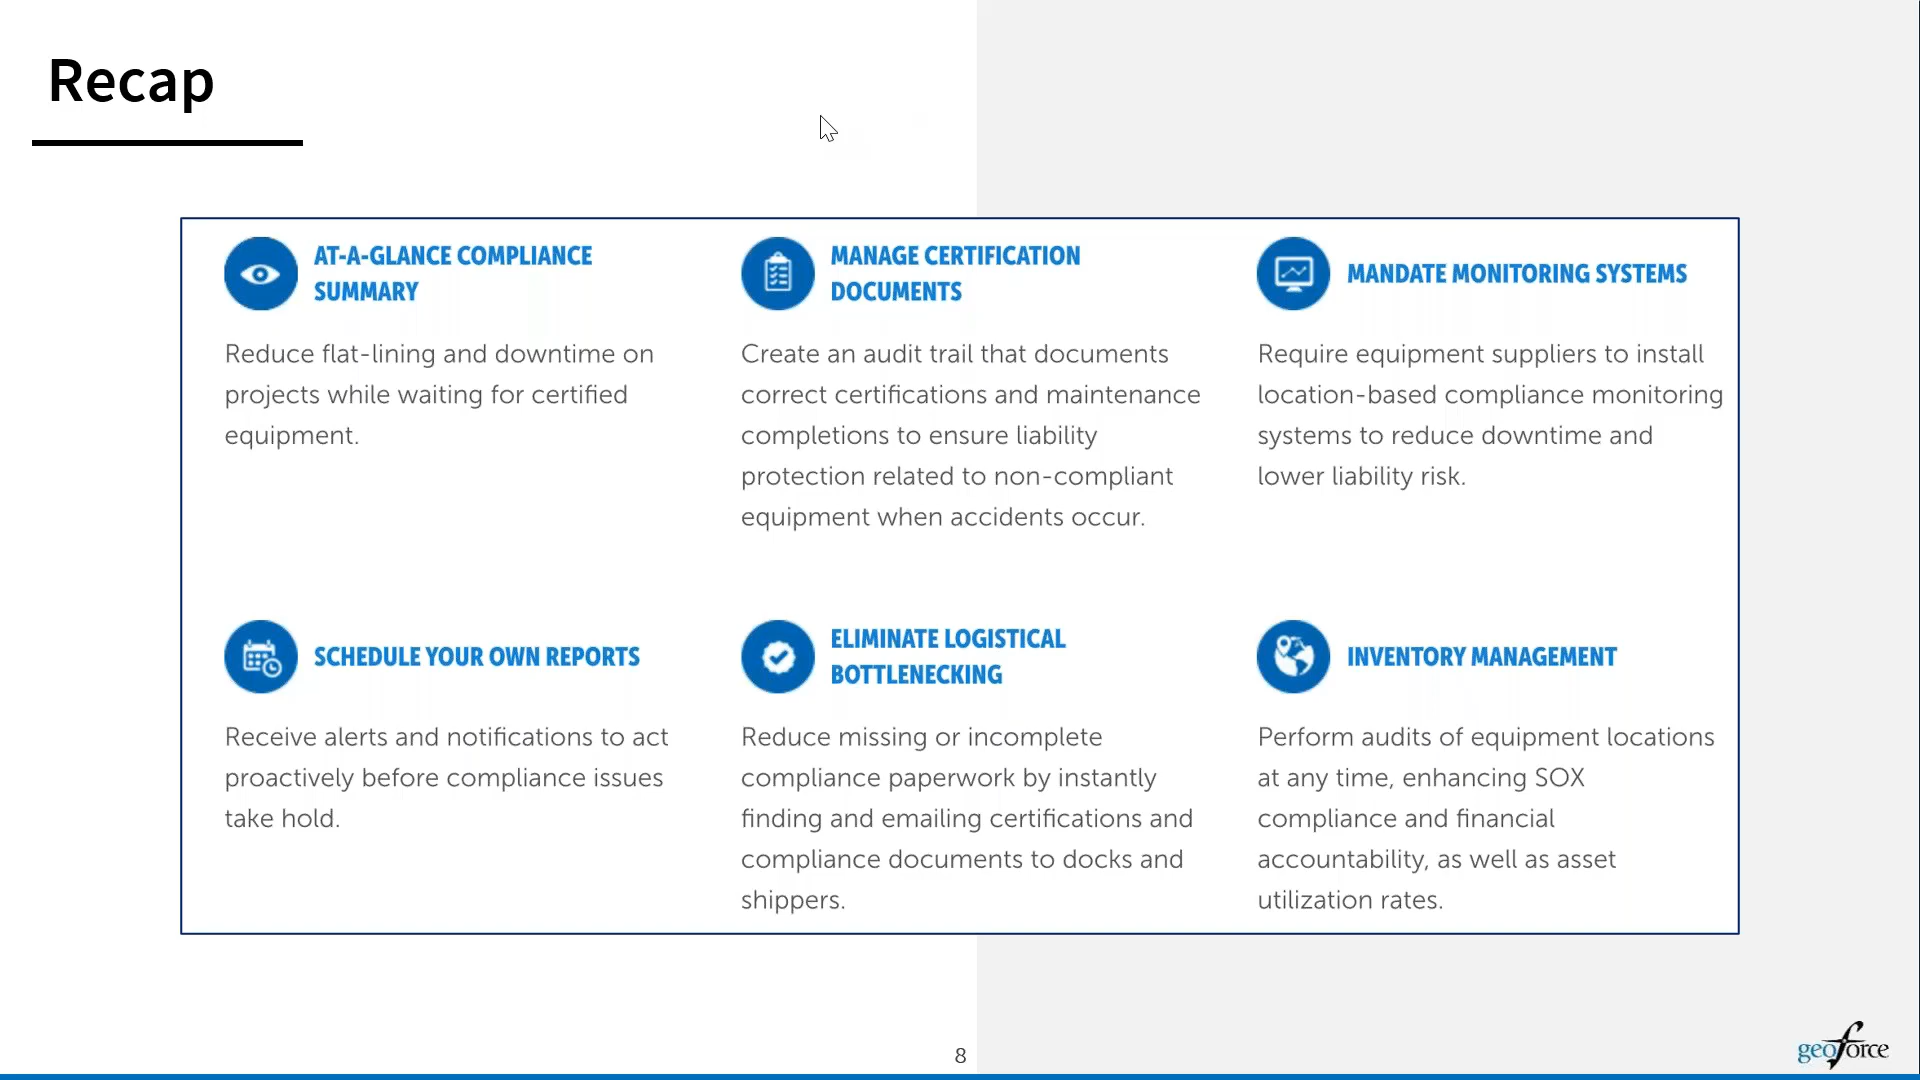 Recap
AT-A-GLANCE COMPLIANCE
SUMMARY
Reduce flat-lining and downtime on
projects while waiting for certified
equipment.
MANAGE CERTIFICATION
DOCUMENTS
Create an audit trail that documents
correct certifications and maintenance
completions to ensure liability
protection related to non-compliant
equipment when accidents occur.
MANDATE MONITORING SYSTEMS
Require equipment suppliers to install
location-based compliance monitoring
systems to reduce downtime and
lower liability risk.
SCHEDULE YOUR OWN REPORTS
Receive alerts and notifications to act
proactively before compliance issues
take hold.
ELIMINATE LOGISTICAL
BOTTLENECKING
Reduce missing or incomplete
compliance paperwork by instantly
finding and emailing certifications and
compliance documents to docks and
shippers.
INVENTORY MANAGEMENT
Perform audits of equipment locations
at any time, enhancing SOX
compliance and financial
accountability, as well as asset
utilization rates.
8
geoforce